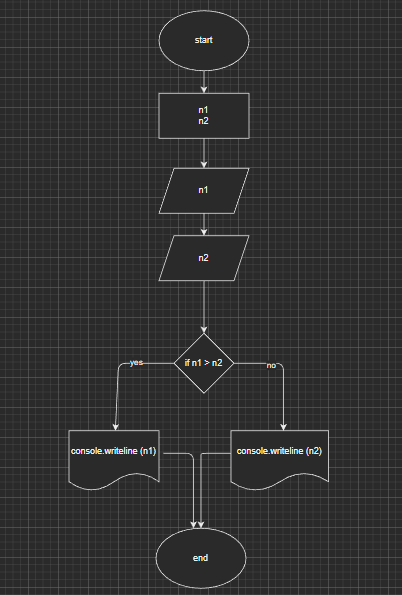 start
n1
n2
n1
n2
if n1 > n2
yes
no
console.writeline (n1)
console.writeline (n2)
end